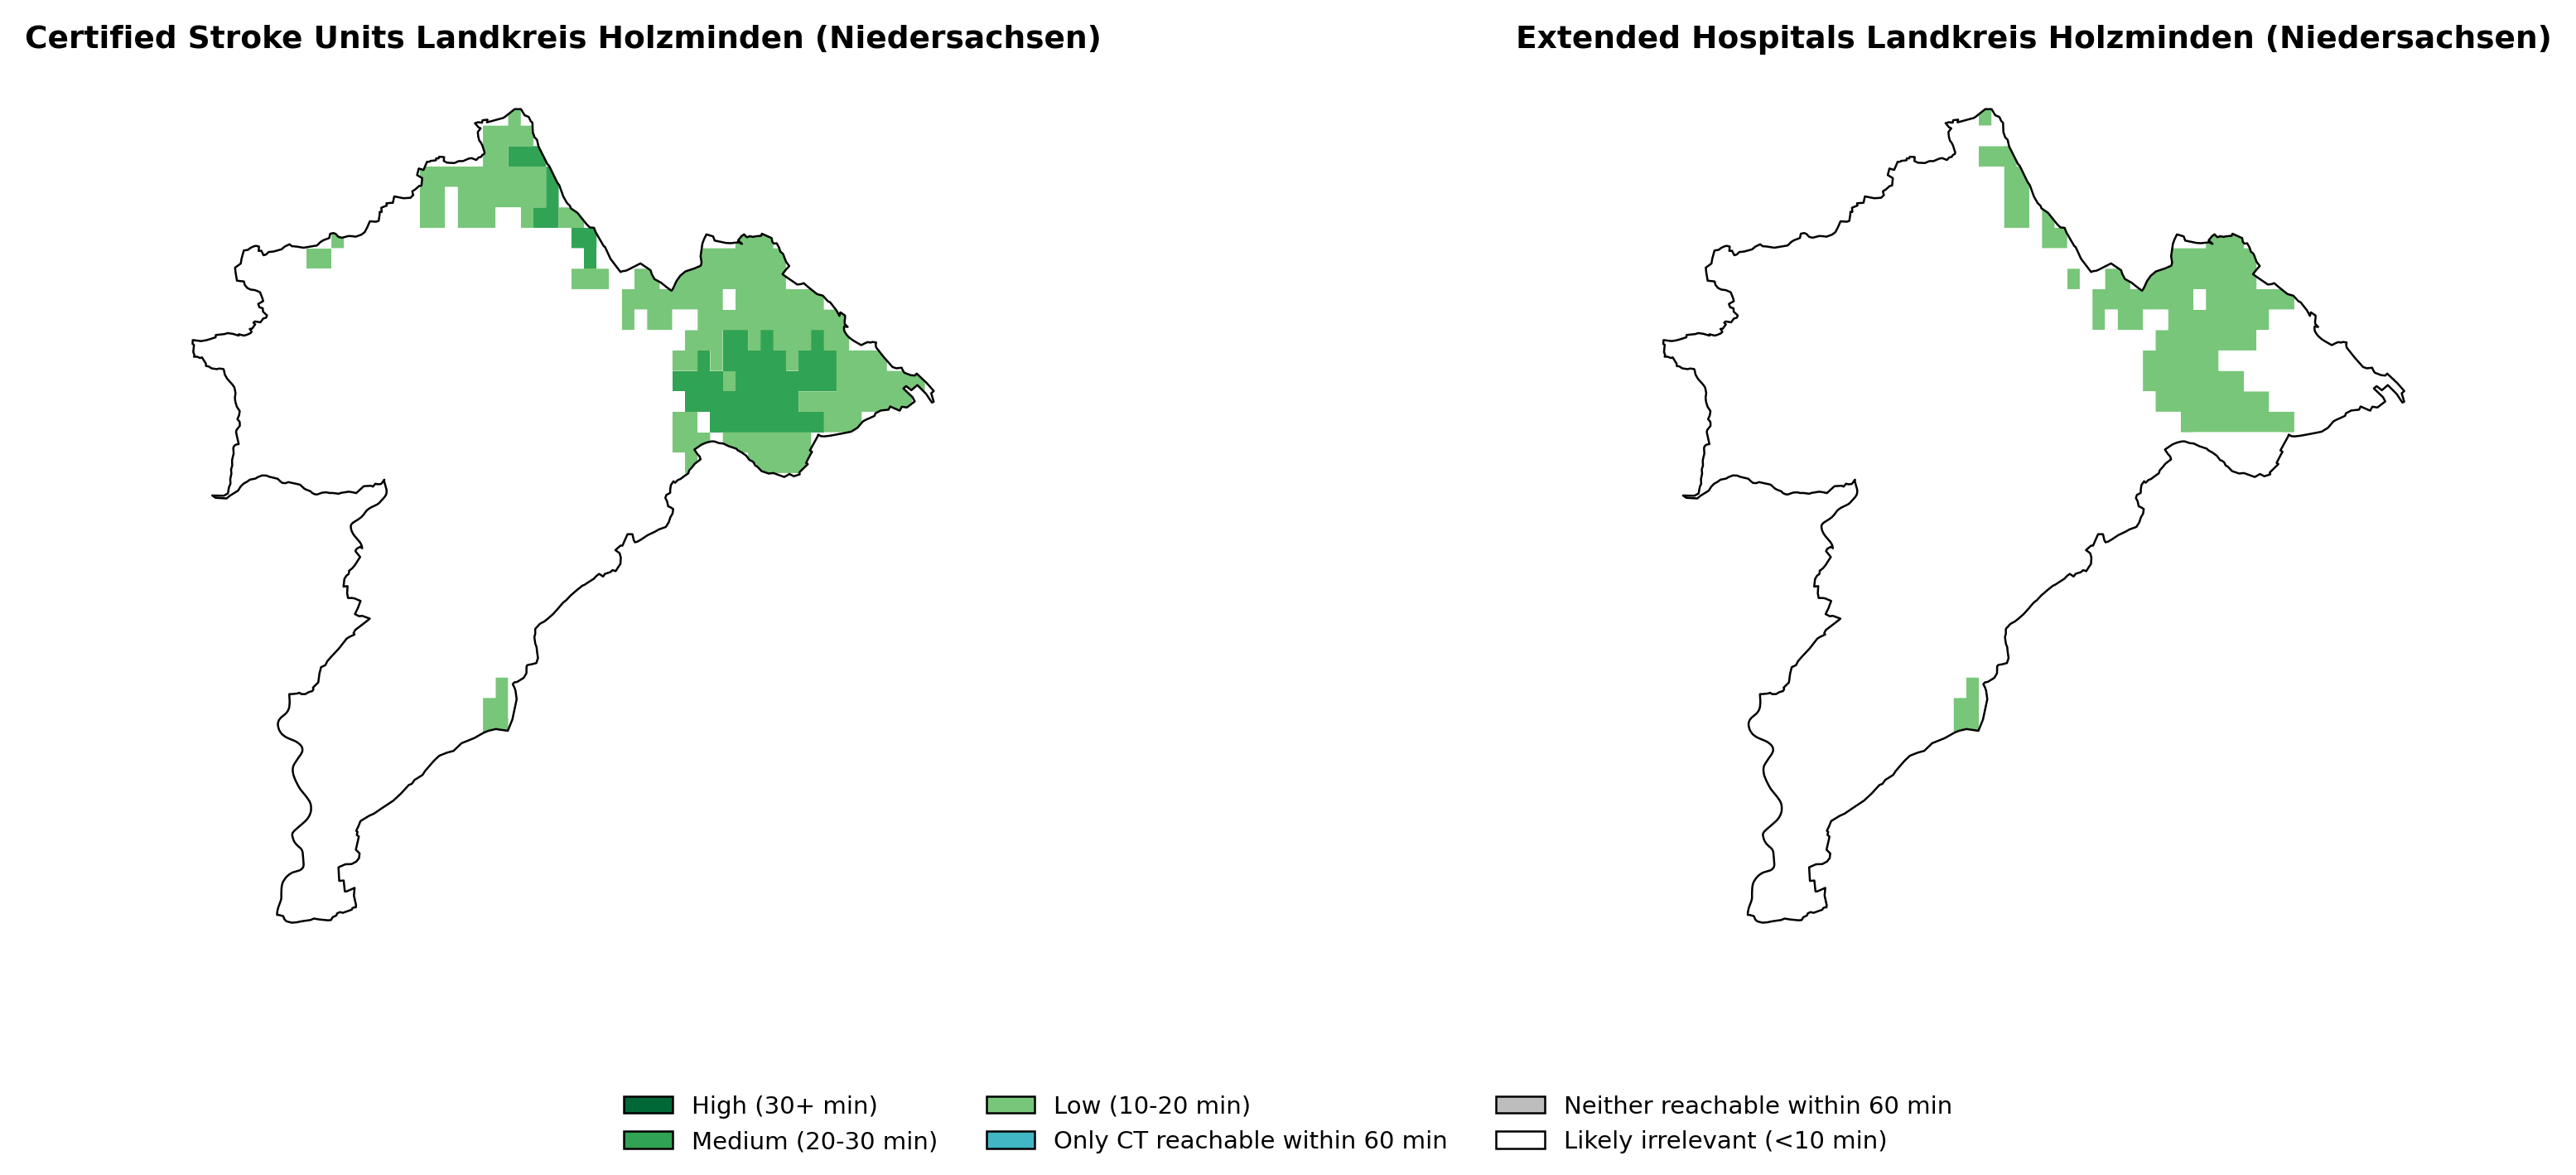 Certified Stroke Units Landkreis Holzminden (Niedersachsen)
Extended Hospitals Landkreis Holzminden (Niedersachsen)
High (30+ min)
Medium (20-30 min)
Low (10-20 min)
Only CT reachable within 60 min
Neither reachable within 60 min
Likely irrelevant (<10 min)